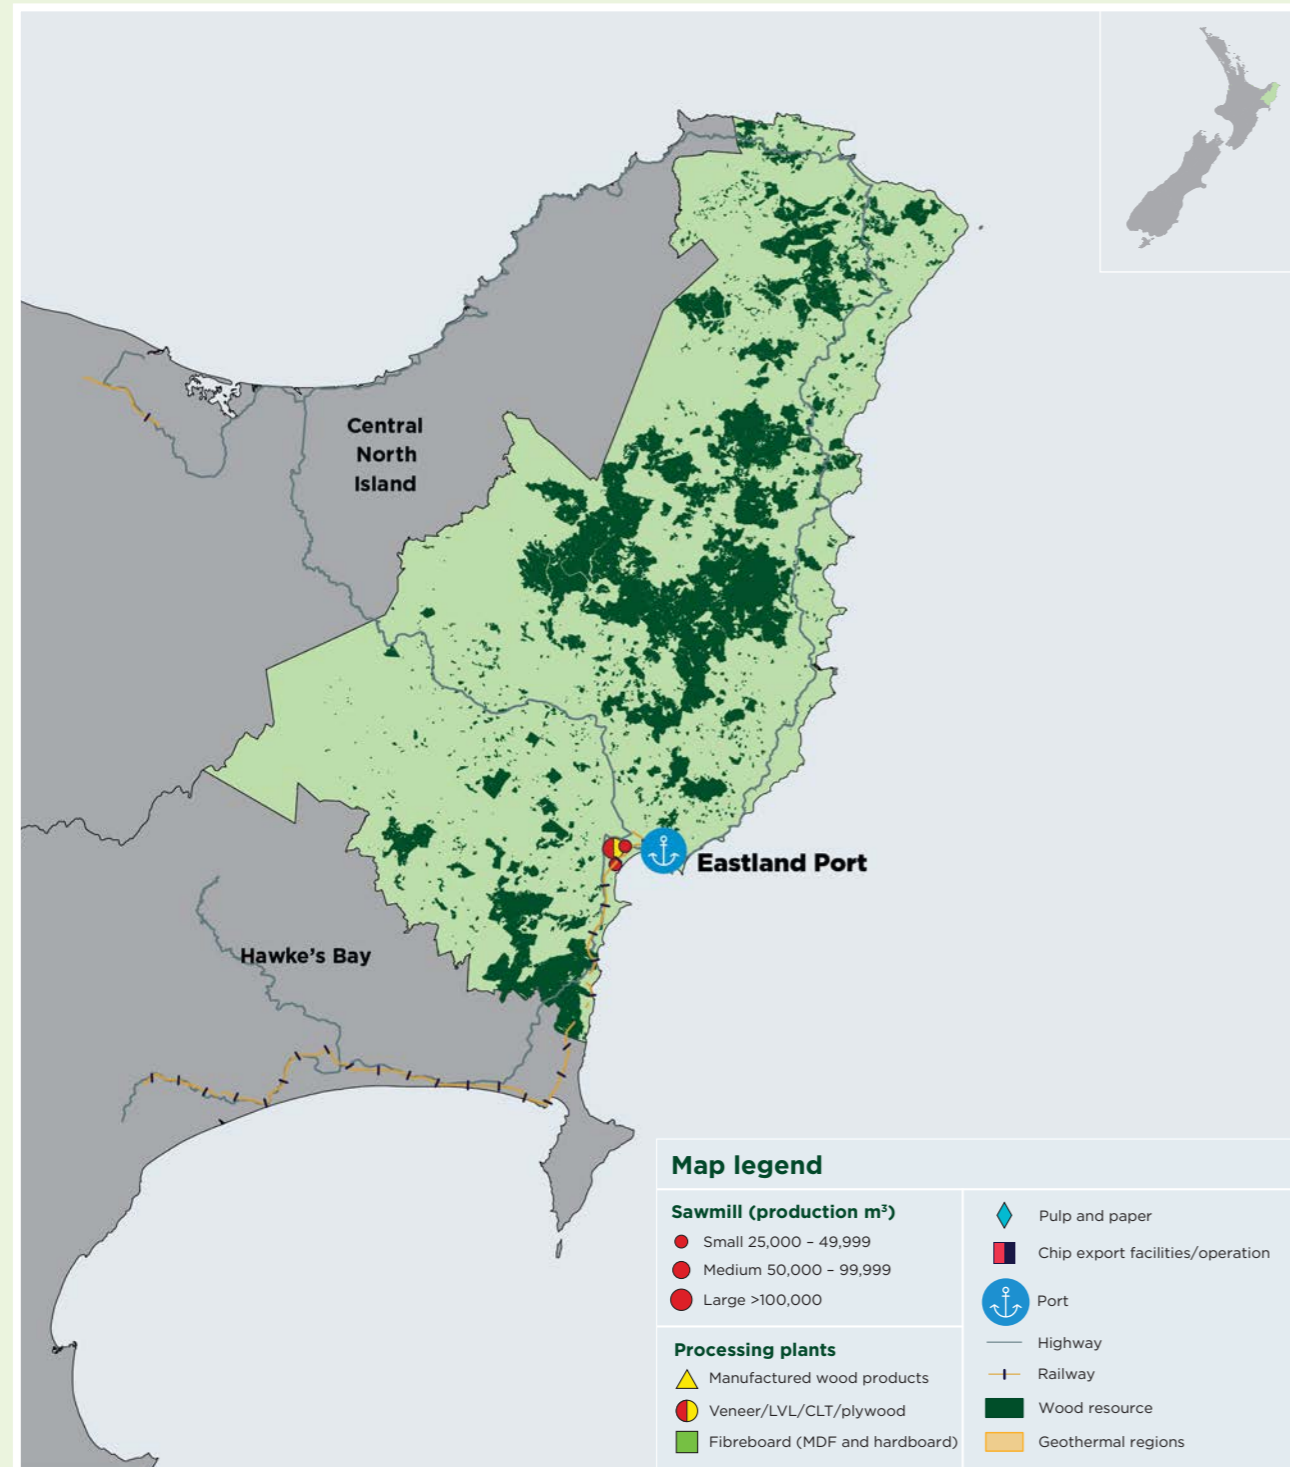 Central
North
Island
Eastland Port
Hawke's Bay
Map legend
Sawmill (production m³)
Small 25,000 – 49,999
Medium 50,000 – 99,999
Large >100,000
Processing plants
Manufactured wood products
Veneer/LVL/CLT/plywood
Fibreboard (MDF and hardboard)
Pulp and paper
Chip export facilities/operation
Port
Highway
Railway
Wood resource
Geothermal regions